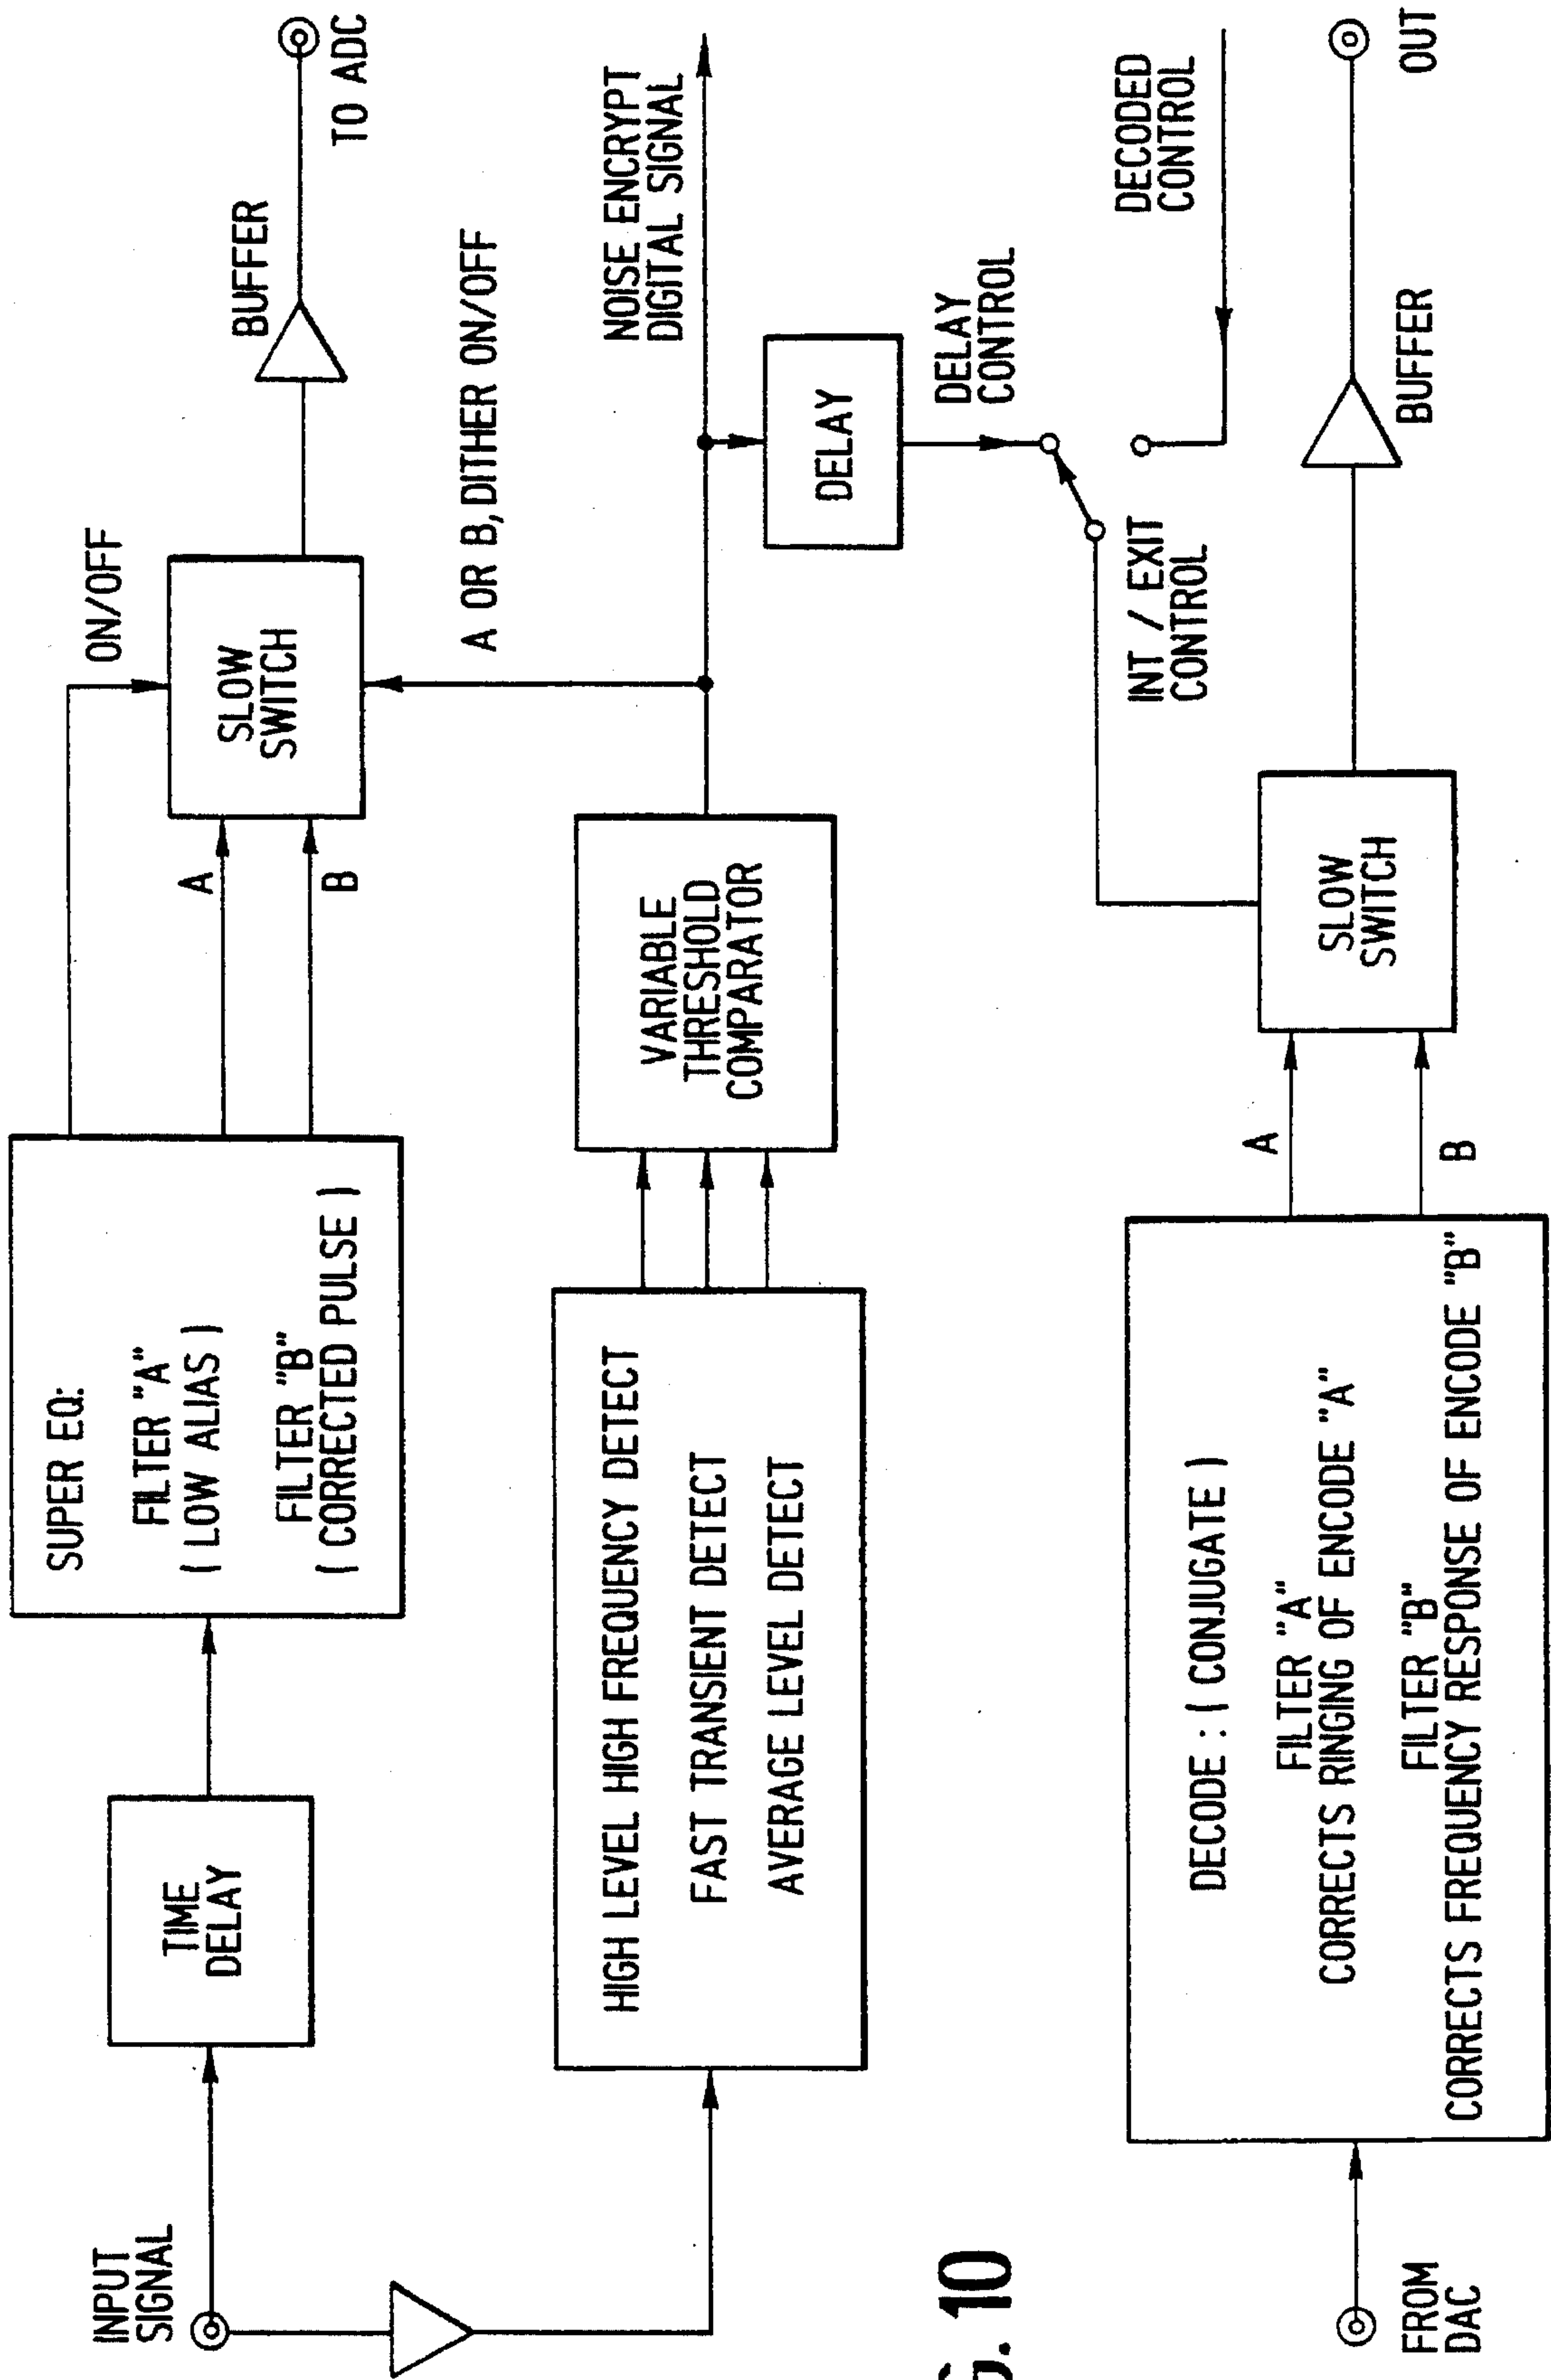 INPUT
SIGNAL
TIME
DELAY
SUPER EQ:
FILTER "A"
( LOW ALIAS )
FILTER "B"
( CORRECTED PULSE )
A
B
ON/OFF
SLOW
SWITCH
BUFFER
TO ADC
HIGH LEVEL HIGH FREQUENCY DETECT
FAST TRANSIENT DETECT
AVERAGE LEVEL DETECT
VARIABLE
THRESHOLD
COMPARATOR
A OR B, DITHER ON/OFF
NOISE ENCRYPT
DIGITAL SIGNAL
DELAY
DELAY
CONTROL
INT / EXIT
CONTROL
DECODED
CONTROL
FROM
DAC
DECODE : ( CONJUGATE )
FILTER "A"
CORRECTS RINGING OF ENCODE "A"
FILTER "B"
CORRECTS FREQUENCY RESPONSE OF ENCODE "B"
A
B
SLOW
SWITCH
BUFFER
OUT
10